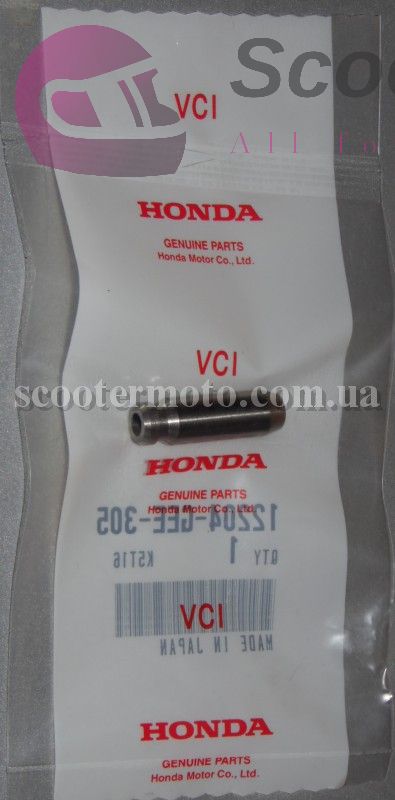 Scoo
VCI
All Fo
HONDA
GENUINE PARTS
Honda Motor Co., Ltd.
VCI
scootermoto.com.ua
HONDA
GENUINE PARTS
Honda Motor Co., Ltd.
12204-GEE-305
QTY 1 K5T16
VCI
MADE IN JAPAN
HONDA
GENUINE PARTS
Honda Motor Co., Ltd.